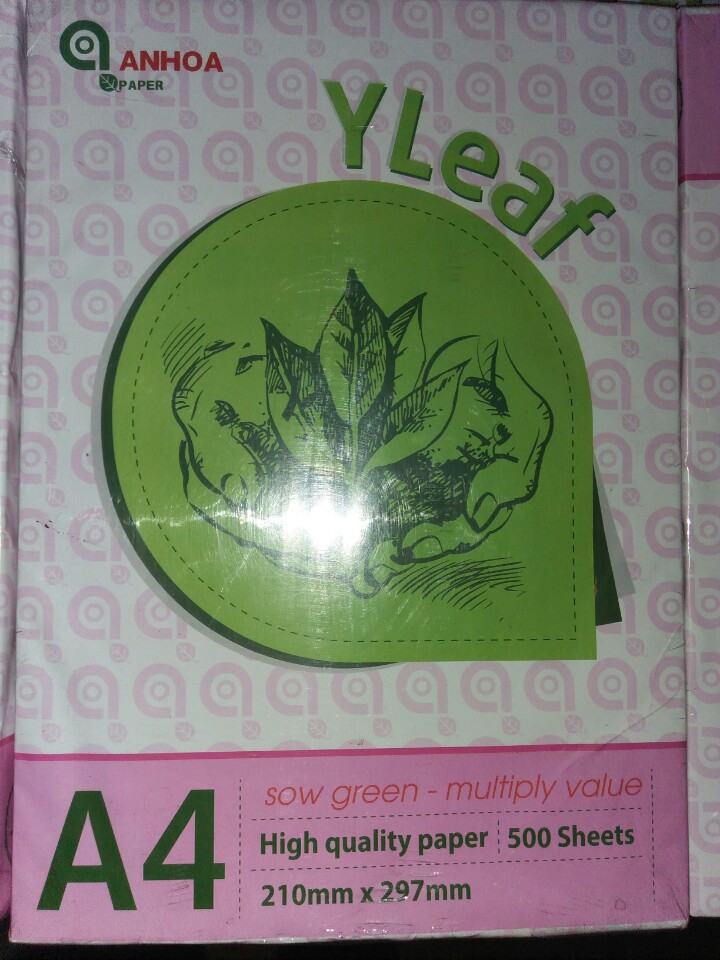 ANHOA
PAPER
YLeaf
A4
sow green - multiply value
High quality paper
500 Sheets
210mm x 297mm